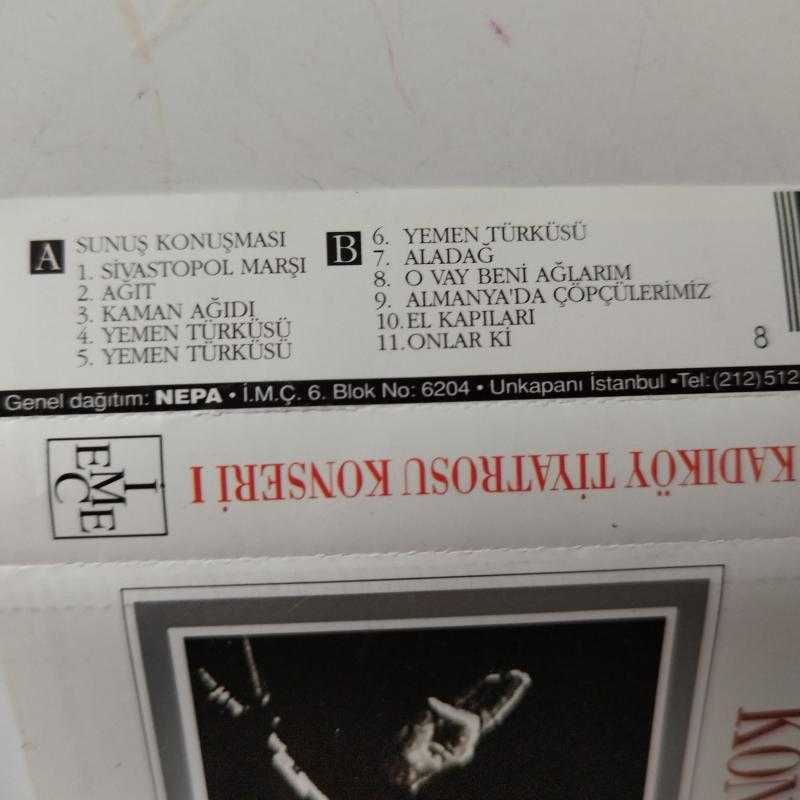 A
SUNUŞ KONUŞMASI
1. SİVASTOPOL MARŞI
2. AĞIT
3. KAMAN AĞIDI
4. YEMEN TÜRKÜSÜ
5. YEMEN TÜRKÜSÜ
B
6. YEMEN TÜRKÜSÜ
7. ALADAĞ
8. O VAY BENİ AĞLARIM
9. ALMANYA'DA ÇÖPÇÜLERİMİZ
10. EL KAPILARI
11. ONLAR Kİ
8
Genel dağıtım: NEPA • İ.M.Ç. 6. Blok No: 6204 • Unkapanı İstanbul • Tel: (212) 512
KADIKÖY TİYATROSU KONSERİ I
İ
EME
Ç
KON